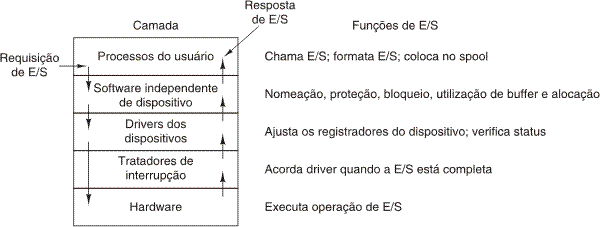 Camada
Resposta
de E/S
Funções de E/S
Requisição
de E/S
Processos do usuário
Chama E/S; formata E/S; coloca no spool
Software independente
de dispositivo
Nomeação, proteção, bloqueio, utilização de buffer e alocação
Drivers dos
dispositivos
Ajusta os registradores do dispositivo; verifica status
Tratadores de
interrupção
Acorda driver quando a E/S está completa
Hardware
Executa operação de E/S